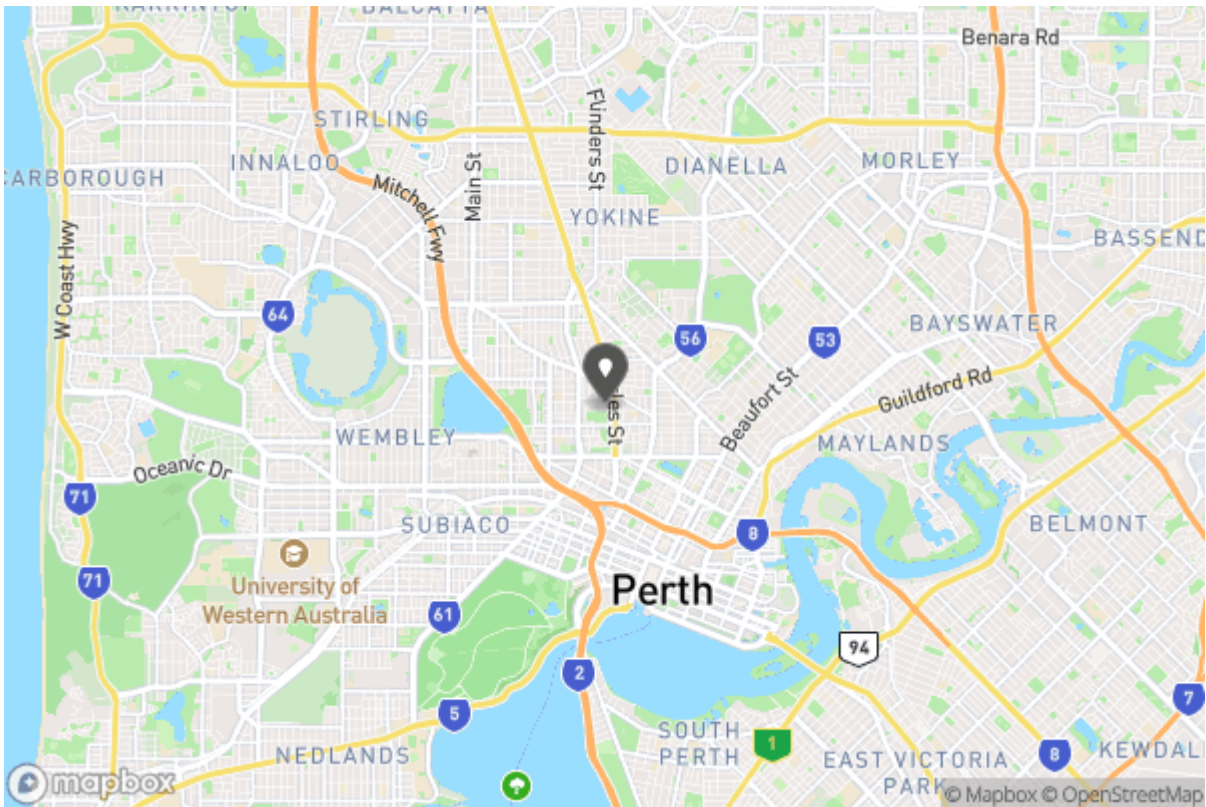 BALCATTA
Benara Rd
Flinders St
STIRLING
DIANELLA
MORLEY
INNALOO
CARBOROUGH
Main St
Mitchell Fwy
YOKINE
BASSEND
W Coast Hwy
64
56
53
BAYSWATER
Beaufort St
Guildford Rd
les St
WEMBLEY
MAYLANDS
Oceanic Dr
71
SUBIACO
8
BELMONT
71
University of
Western Australia
Perth
61
94
2
7
5
SOUTH
PERTH
1
NEDLANDS
EAST VICTORIA
PARK
8
KEWDAL
mapbox
© Mapbox © OpenStreetMap